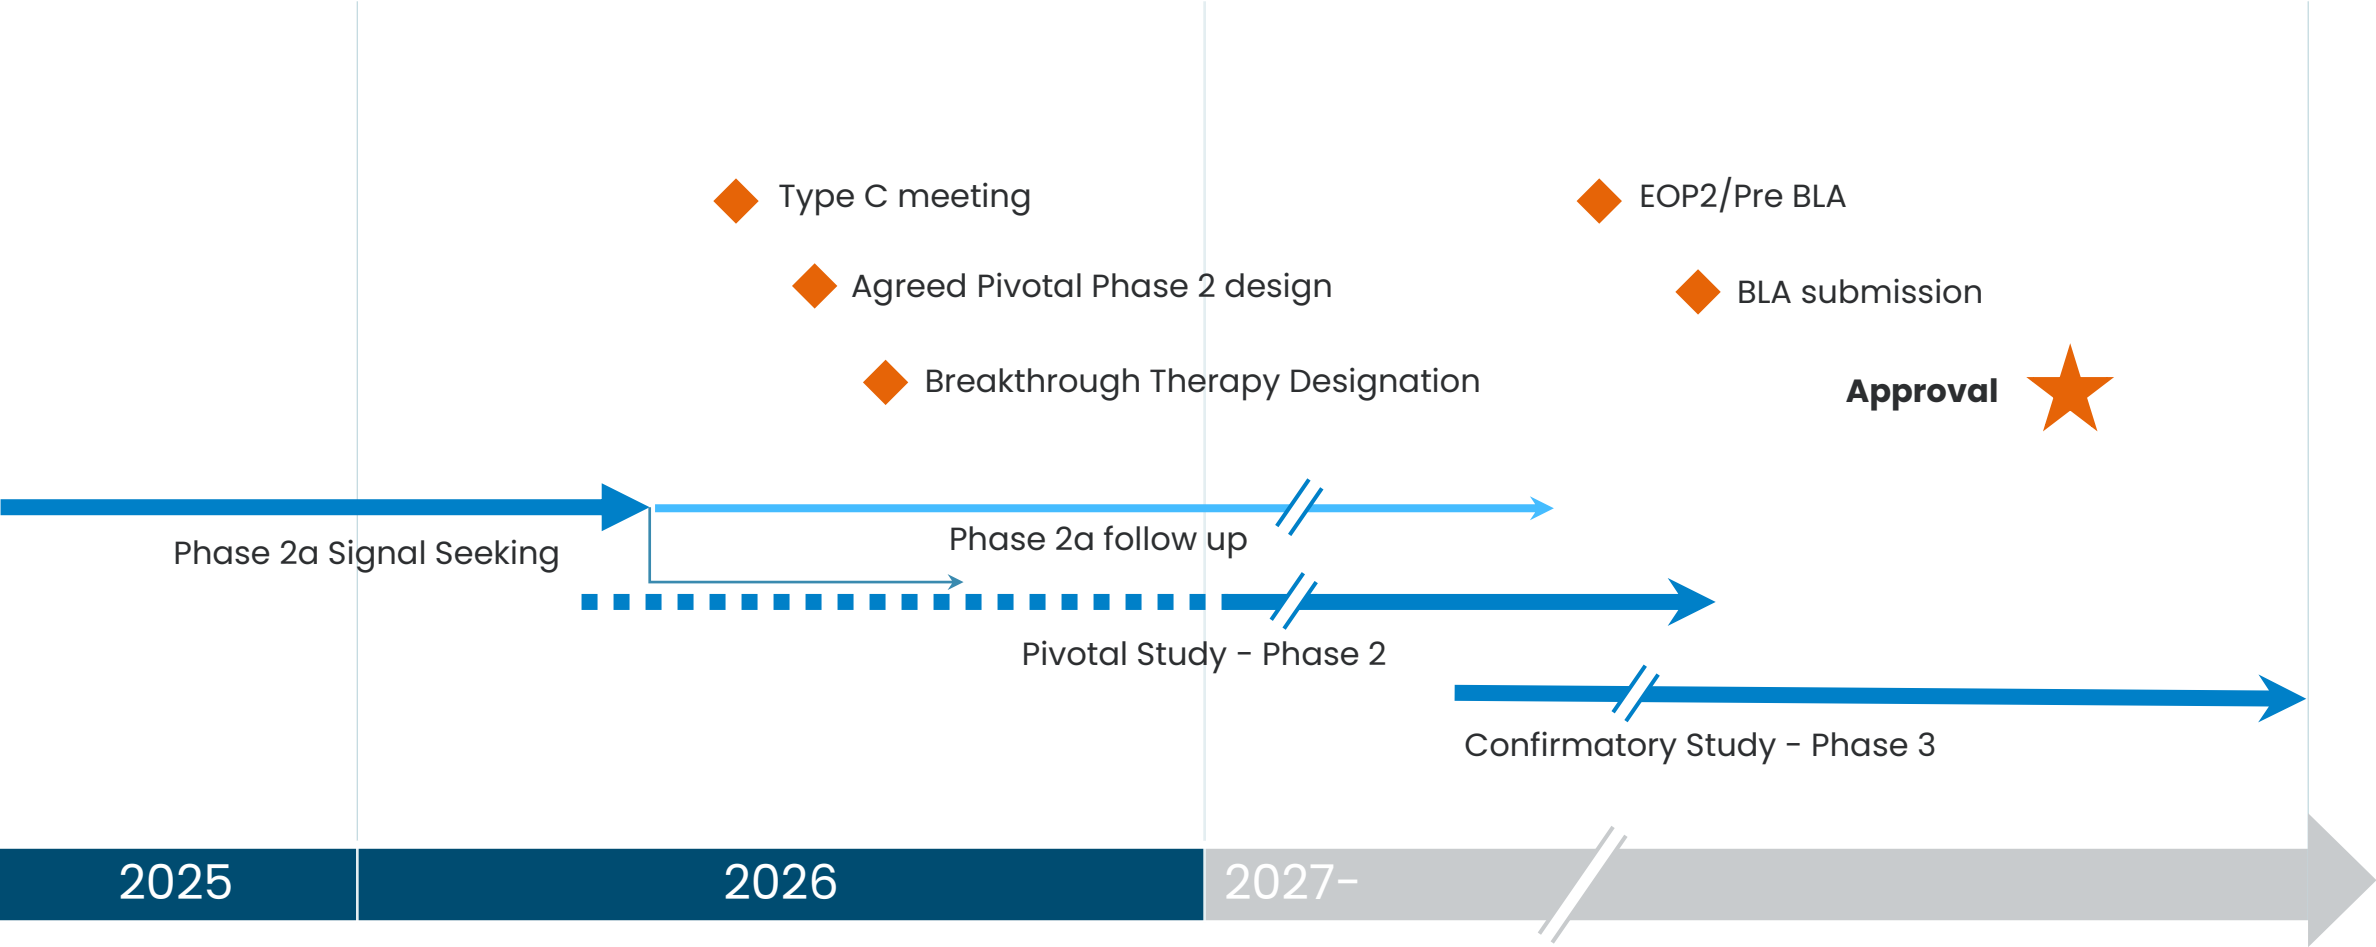 Type C meeting
EOP2/Pre BLA
Agreed Pivotal Phase 2 design
BLA submission
Breakthrough Therapy Designation
Approval
Phase 2a Signal Seeking
Phase 2a follow up
Pivotal Study - Phase 2
Confirmatory Study - Phase 3
2025
2026
2027-